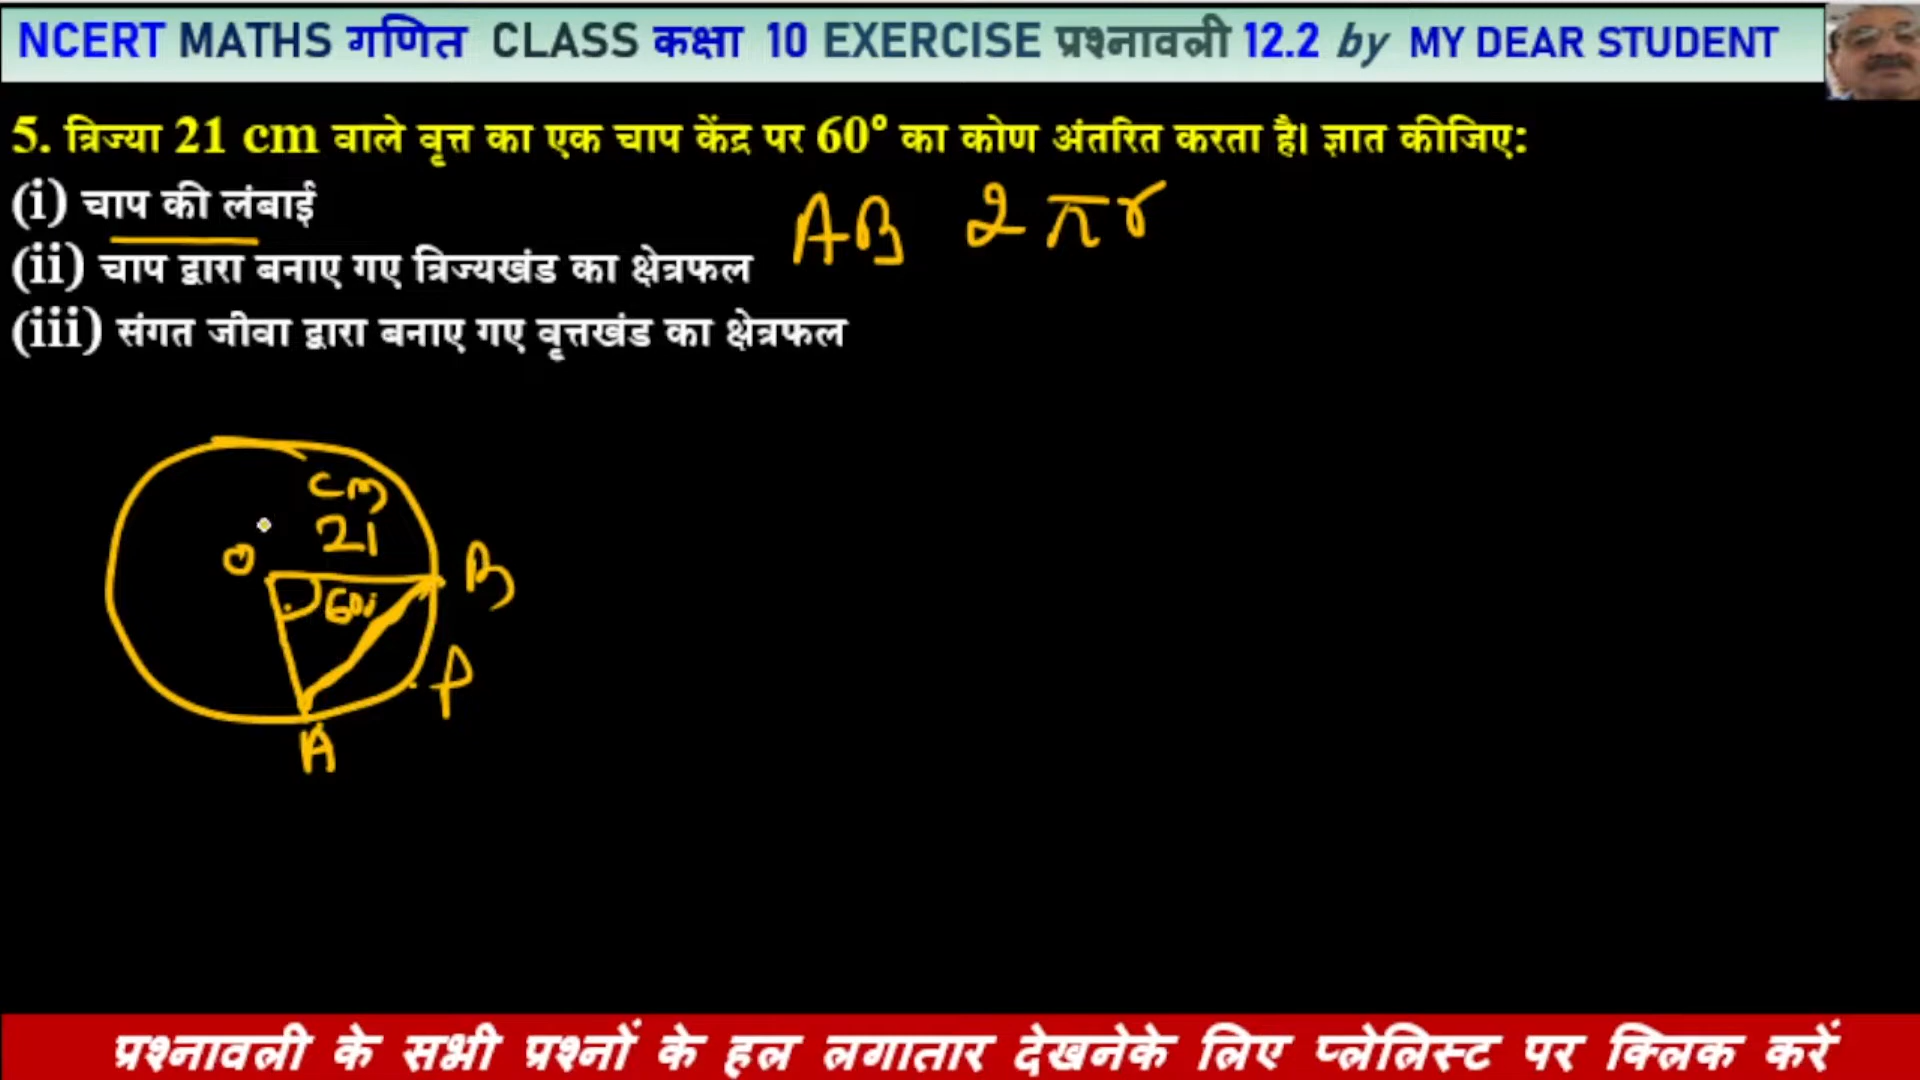 NCERT MATHS गणित CLASS कक्षा 10 EXERCISE प्रश्नावली 12.2 by MY DEAR STUDENT
5. त्रिज्या 21 cm वाले वृत्त का एक चाप केंद्र पर 60° का कोण अंतरित करता है। ज्ञात कीजिए:
(i) चाप की लंबाई
(ii) चाप द्वारा बनाए गए त्रिज्यखंड का क्षेत्रफल
(iii) संगत जीवा द्वारा बनाए गए वृत्तखंड का क्षेत्रफल
AB 2πr
cm
21
O
B
60°
P
A
प्रश्नावली के सभी प्रश्नों के हल लगातार देखनेके लिए प्लेलिस्ट पर क्लिक करें